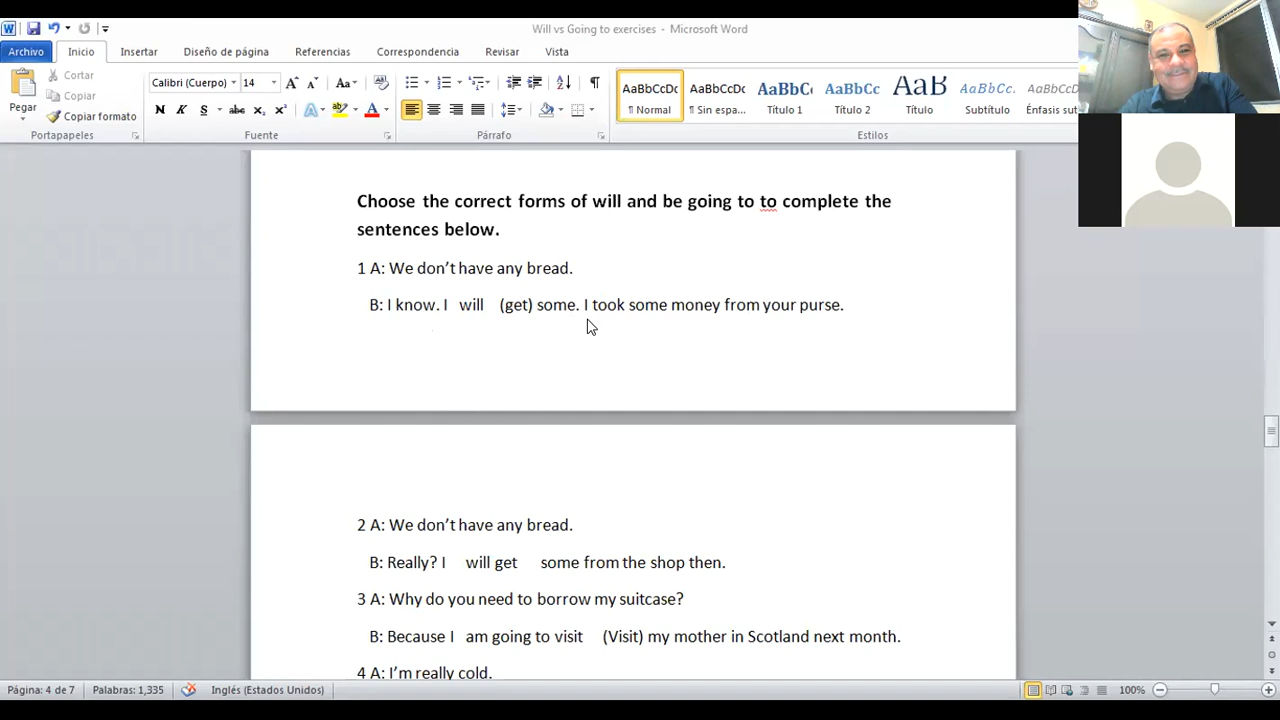 Will vs Going to exercises - Microsoft Word
Archivo Inicio Insertar Diseño de página Referencias Correspondencia Revisar Vista
Pegar
Cortar
Copiar
Copiar formato
Portapapeles
Calibri (Cuerpo) 14
Aa
N K S abc x₂ x²
Fuente
Párrafo
AaBbCcDc AaBbCcDc AaBbC AaBbCc AaB AaBbCc. AaBbCc
¶ Normal ¶ Sin espa... Título 1 Título 2 Título Subtítulo Énfasis sut
Estilos
Choose the correct forms of will and be going to to complete the
sentences below.
1 A: We don't have any bread.
B: I know. I will (get) some. I took some money from your purse.
2 A: We don't have any bread.
B: Really? I will get some from the shop then.
3 A: Why do you need to borrow my suitcase?
B: Because I am going to visit (Visit) my mother in Scotland next month.
4 A: I'm really cold.
Página: 4 de 7 Palabras: 1,335 Inglés (Estados Unidos) 100%